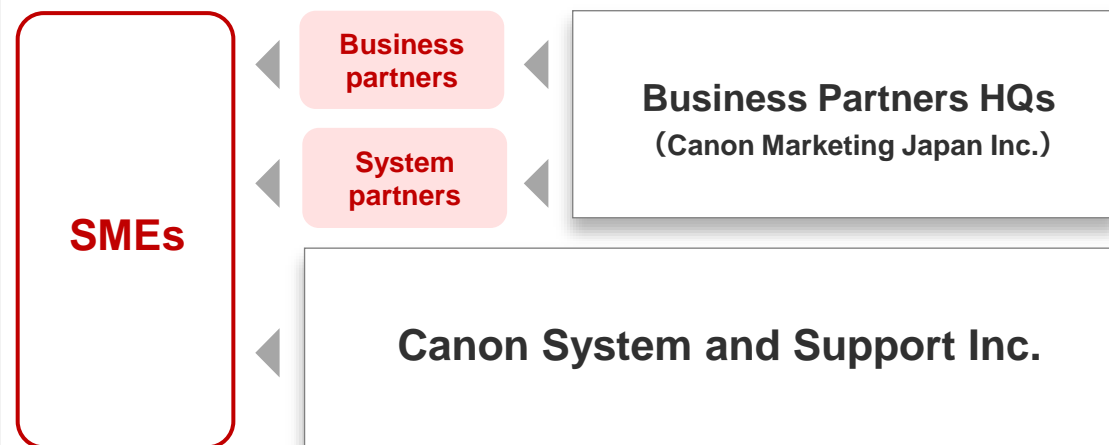 SMEs
Business
partners
System
partners
Business Partners HQs
（Canon Marketing Japan Inc.）
Canon System and Support Inc.